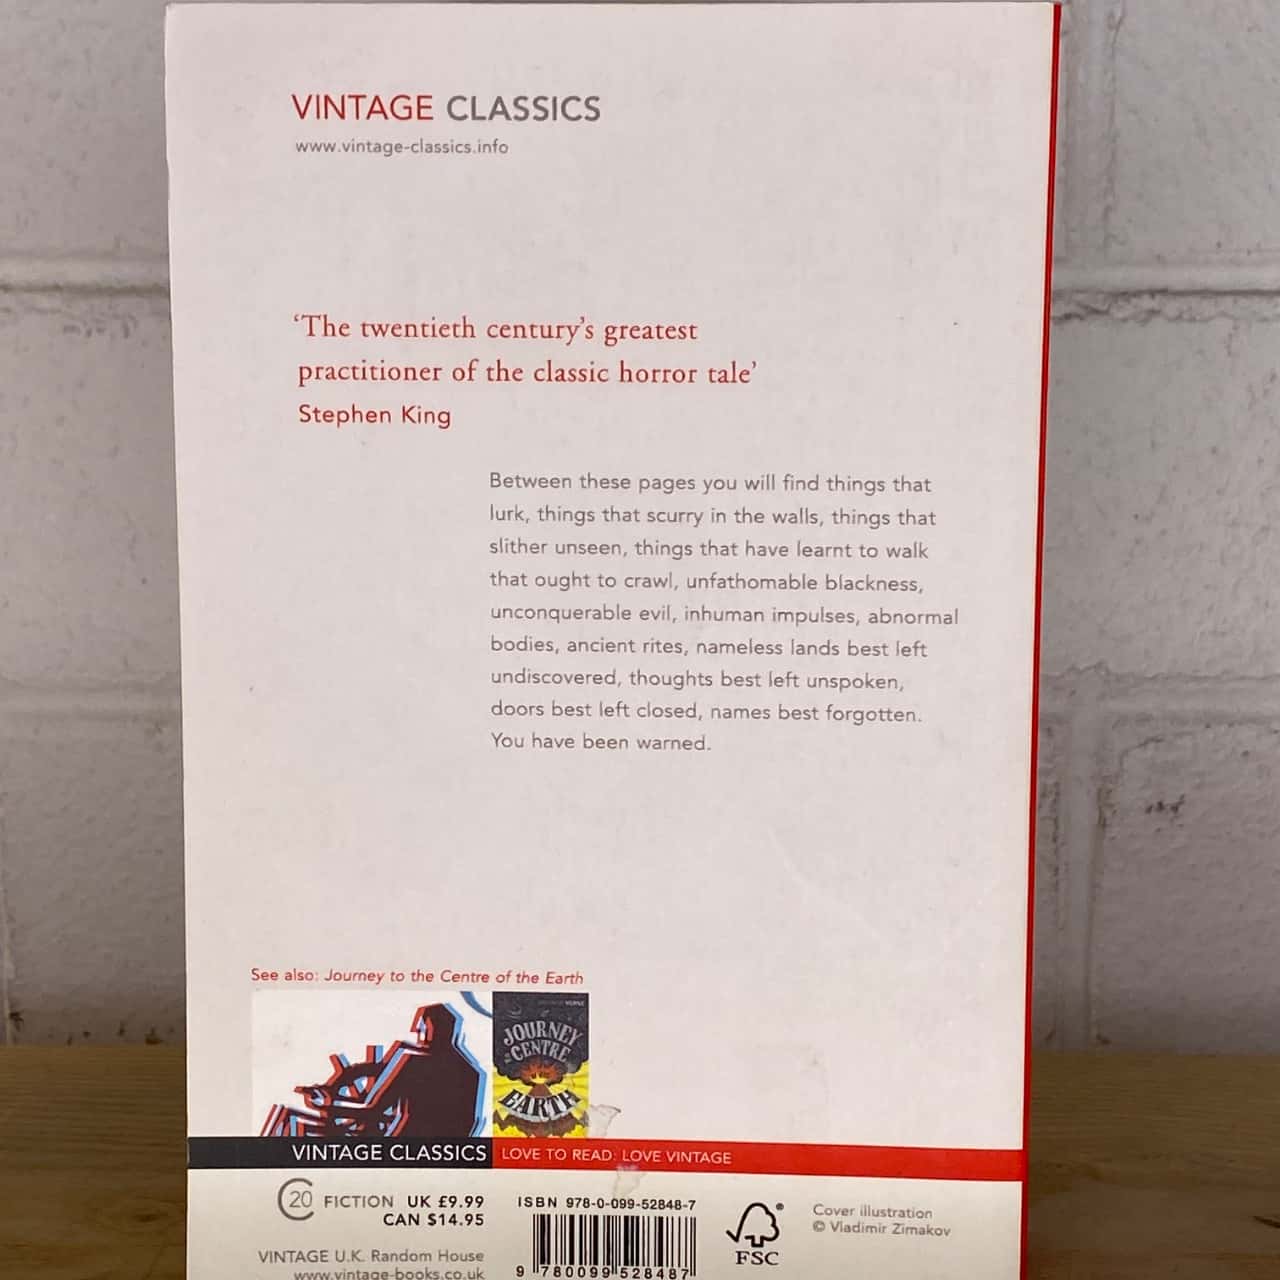 VINTAGE CLASSICS
www.vintage-classics.info
‘The twentieth century’s greatest
practitioner of the classic horror tale’
Stephen King
Between these pages you will find things that
lurk, things that scurry in the walls, things that
slither unseen, things that have learnt to walk
that ought to crawl, unfathomable blackness,
unconquerable evil, inhuman impulses, abnormal
bodies, ancient rites, nameless lands best left
undiscovered, thoughts best left unspoken,
doors best left closed, names best forgotten.
You have been warned.
See also: Journey to the Centre of the Earth
VERNE
JOURNEY
CENTRE
EARTH
VINTAGE CLASSICS LOVE TO READ: LOVE VINTAGE
C20 FICTION UK £9.99
CAN $14.95
VINTAGE U.K. Random House
www.vintage-books.co.uk
ISBN 978-0-099-52848-7
9 780099 528487
®
FSC
Cover illustration
© Vladimir Zimakov